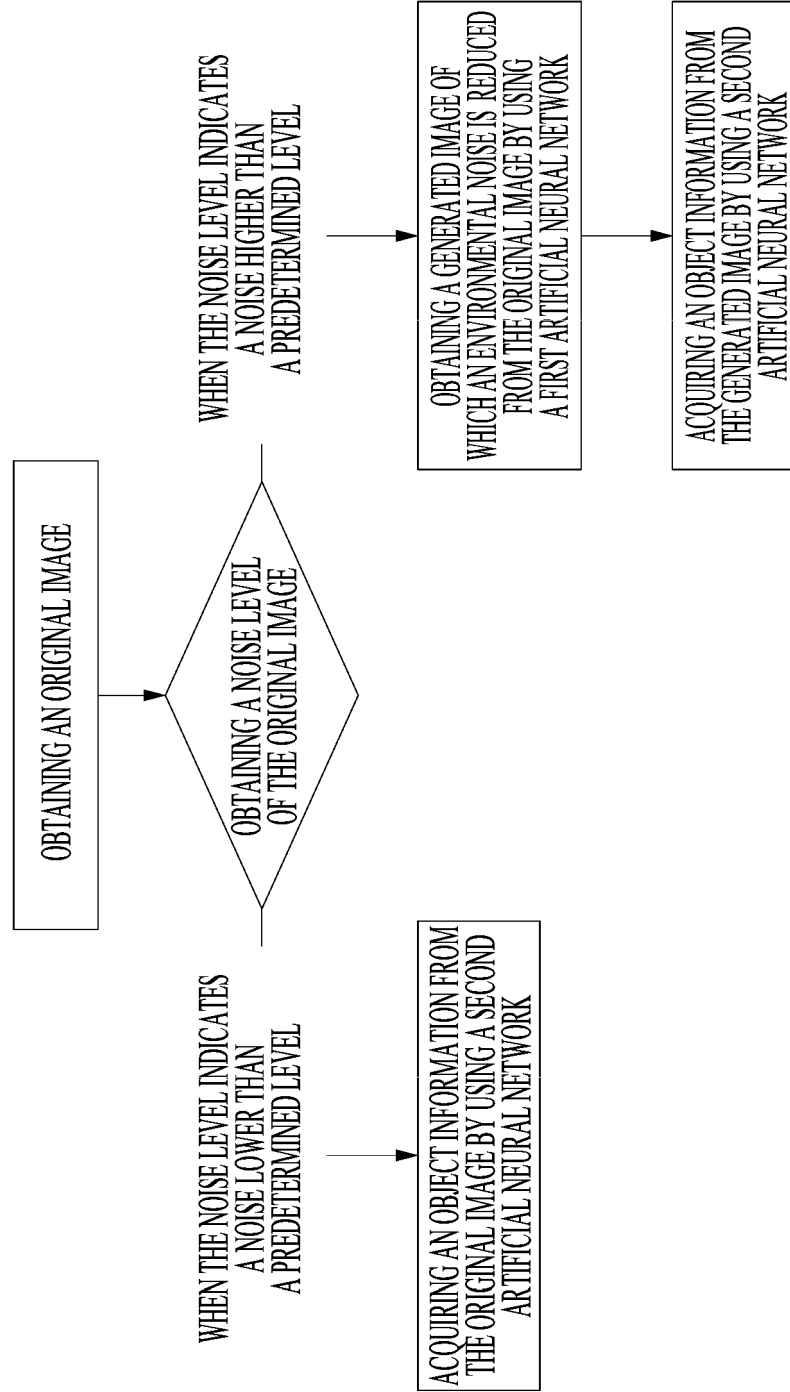 OBTAINING AN ORIGINAL IMAGE
OBTAINING A NOISE LEVEL
OF THE ORIGINAL IMAGE
WHEN THE NOISE LEVEL INDICATES
A NOISE LOWER THAN
A PREDETERMINED LEVEL
ACQUIRING AN OBJECT INFORMATION FROM
THE ORIGINAL IMAGE BY USING A SECOND
ARTIFICIAL NEURAL NETWORK
WHEN THE NOISE LEVEL INDICATES
A NOISE HIGHER THAN
A PREDETERMINED LEVEL
OBTAINING A GENERATED IMAGE OF
WHICH AN ENVIRONMENTAL NOISE IS REDUCED
FROM THE ORIGINAL IMAGE BY USING
A FIRST ARTIFICIAL NEURAL NETWORK
ACQUIRING AN OBJECT INFORMATION FROM
THE GENERATED IMAGE BY USING A SECOND
ARTIFICIAL NEURAL NETWORK